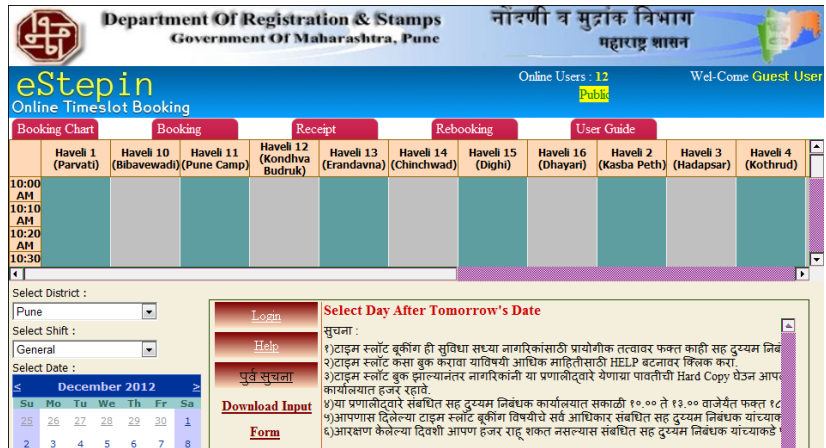 Department Of Registration & Stamps
Government Of Maharashtra, Pune
नोंदणी व मुद्रांक विभाग
महाराष्ट्र शासन
eStepin
Online Timeslot Booking
Online Users : 12
Public
Wel-Come Guest User
Booking Chart Booking Receipt Rebooking User Guide
Haveli 1 (Parvati)
Haveli 10 (Bibavewadi)
Haveli 11 (Pune Camp)
Haveli 12 (Kondhva Budruk)
Haveli 13 (Erandavna)
Haveli 14 (Chinchwad)
Haveli 15 (Dighi)
Haveli 16 (Dhayari)
Haveli 2 (Kasba Peth)
Haveli 3 (Hadapsar)
Haveli 4 (Kothrud)
10:00 AM
10:10 AM
10:20 AM
10:30
Select District :
Pune
Select Shift :
General
Select Date :
< December 2012 >
Su Mo Tu We Th Fr Sa
25 26 27 28 29 30 1
2 3 4 5 6 7 8
Login
Help
पुर्व सुचना
Download Input
Form
Select Day After Tomorrow's Date
सुचना :
१)टाइम स्लॉट बूकींग ही सुविधा सध्या नागरिकांसाठी प्रायोगीक तत्वावर फक्त काही सह दुय्यम
२)टाइम स्लॉट कसा बुक करावा याविषयी आधिक माहितीसाठी HELP बटनावर क्लिक करा.
३)टाइम स्लॉट बुक झाल्यानंतर नागरिकांनी या प्रणालीद्वारे येणाऱ्या पावतीची Hard Copy घेउन
कार्यालयात हजर रहावे.
४)या प्रणालीद्वारे संबधित सह दुय्यम निबंधक कार्यालयात सकाळी १०.०० ते १३.०० वाजेर्यंत फक्त १८
५)आपणास दिलेल्या टाइम स्लॉट बूकींग विषयीचे सर्व आधिकार संबधित सह दुय्यम निबंधक
६)आरक्षण केलेल्या दिवशी आपण हजर राहू शकत नसल्यास संबधित सह दुय्यम निबंधक यांच्याकडे